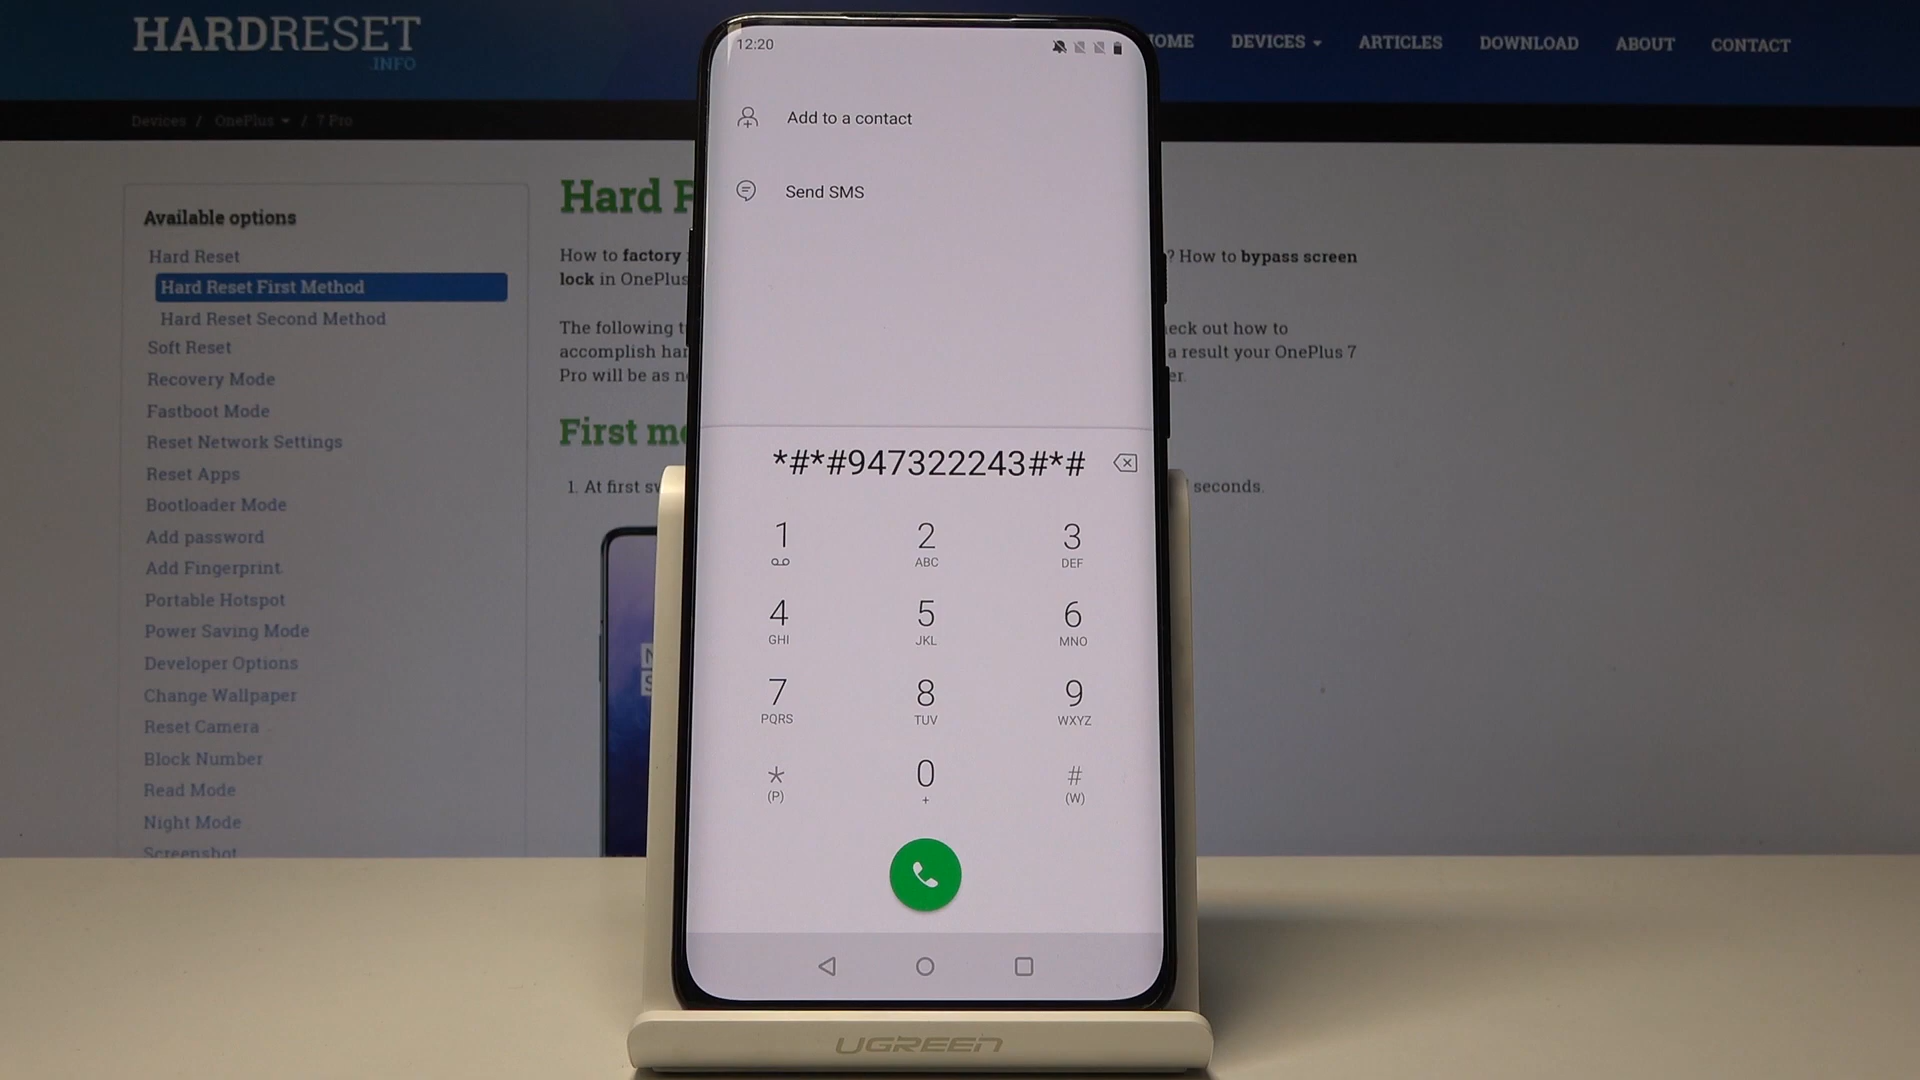 HARDRESET
.INFO
HOME
DEVICES
ARTICLES
DOWNLOAD
ABOUT
CONTACT
Devices / OnePlus / 7 Pro
Available options
Hard Reset
Hard Reset First Method
Hard Reset Second Method
Soft Reset
Recovery Mode
Fastboot Mode
Reset Network Settings
Reset Apps
Bootloader Mode
Add password
Add Fingerprint
Portable Hotspot
Power Saving Mode
Developer Options
Change Wallpaper
Reset Camera
Block Number
Read Mode
Night Mode
Screenshot
Hard
How to factory
? How to bypass screen
lock in OnePlus
The following
eck out how to
accomplish
a result your OnePlus 7
Pro will be as
er.
First
1. At first
seconds.
12:20
Add to a contact
Send SMS
*#*#947322243#*#
1
2
ABC
3
DEF
4
GHI
5
JKL
6
MNO
7
PQRS
8
TUV
9
WXYZ
*
(P)
0
+
#
(W)
UGREEN